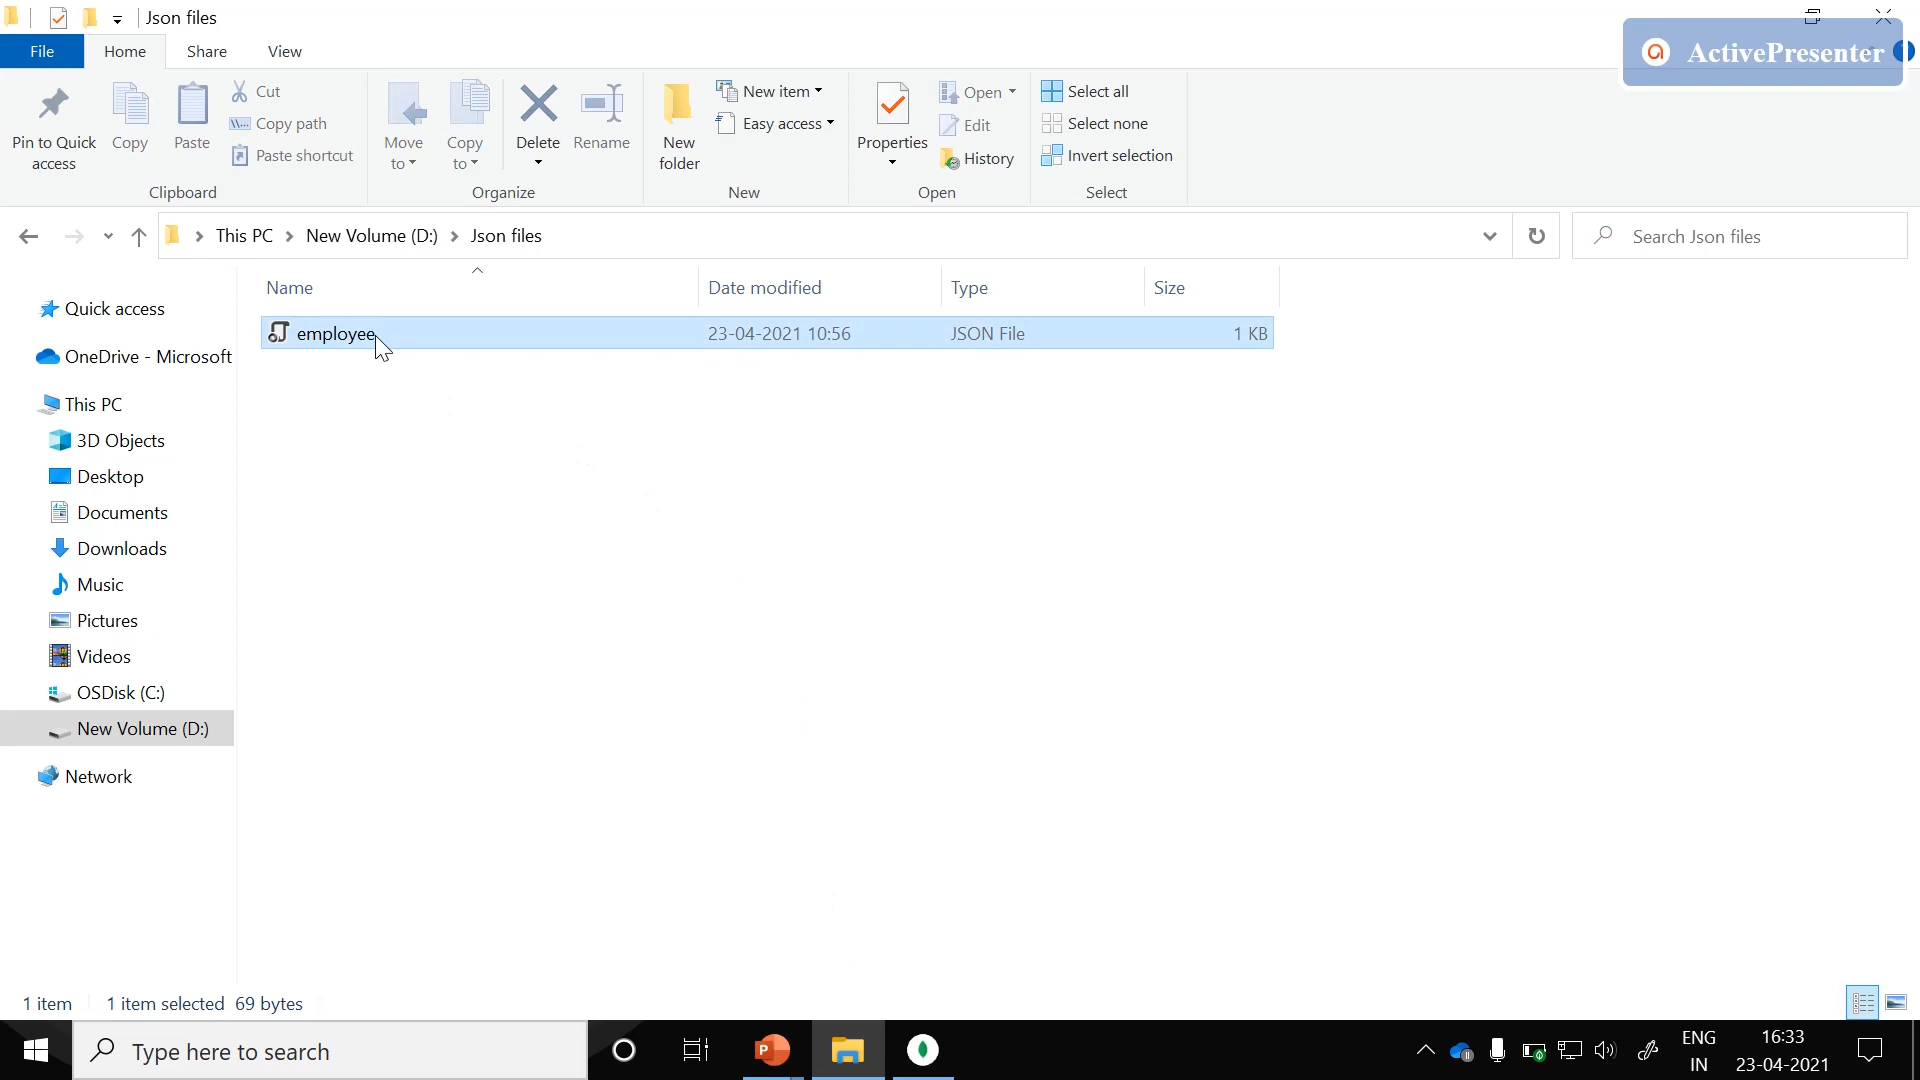 Json files
File Home Share View
ActivePresenter
Pin to Quick access
Copy
Paste
Cut
Copy path
Paste shortcut
Clipboard
Move to
Copy to
Delete
Rename
Organize
New folder
New item
Easy access
New
Properties
Open
Edit
History
Open
Select all
Select none
Invert selection
Select
This PC New Volume (D:) Json files
Search Json files
Name Date modified Type Size
employee 23-04-2021 10:56 JSON File 1 KB
Quick access
OneDrive - Microsoft
This PC
3D Objects
Desktop
Documents
Downloads
Music
Pictures
Videos
OSDisk (C:)
New Volume (D:)
Network
1 item 1 item selected 69 bytes
Type here to search
ENG
IN
16:33
23-04-2021